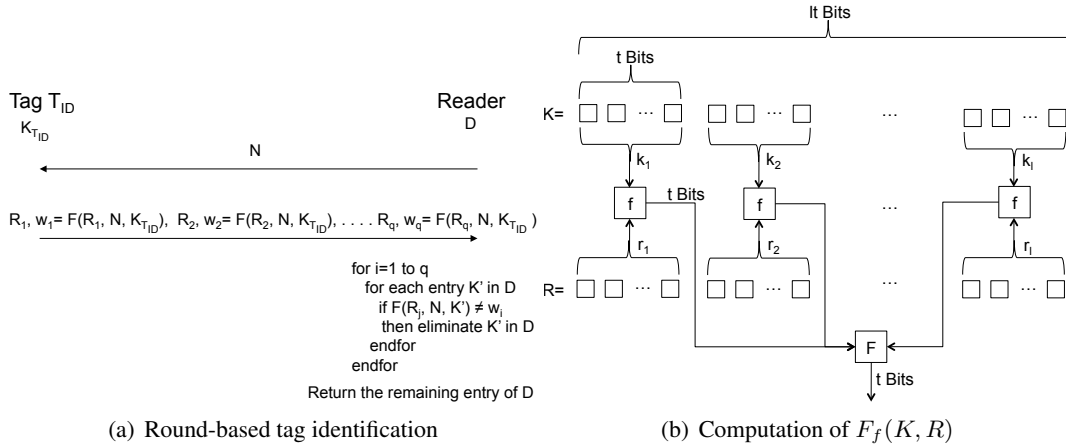 Tag T_ID
K_T_ID
Reader
D
N
R_1, w_1= F(R_1, N, K_T_ID), R_2, w_2= F(R_2, N, K_T_ID), . . . . R_q, w_q= F(R_q, N, K_T_ID )
for i=1 to q
for each entry K' in D
if F(R_j, N, K') ≠ w_i
then eliminate K' in D
endfor
endfor
Return the remaining entry of D
(a) Round-based tag identification
lt Bits
t Bits
K= ... ... ... ...
k_1 k_2 k_l
f t Bits f f
r_1 r_2 r_l
R= ... ... ... ...
F
t Bits
(b) Computation of F_f(K, R)